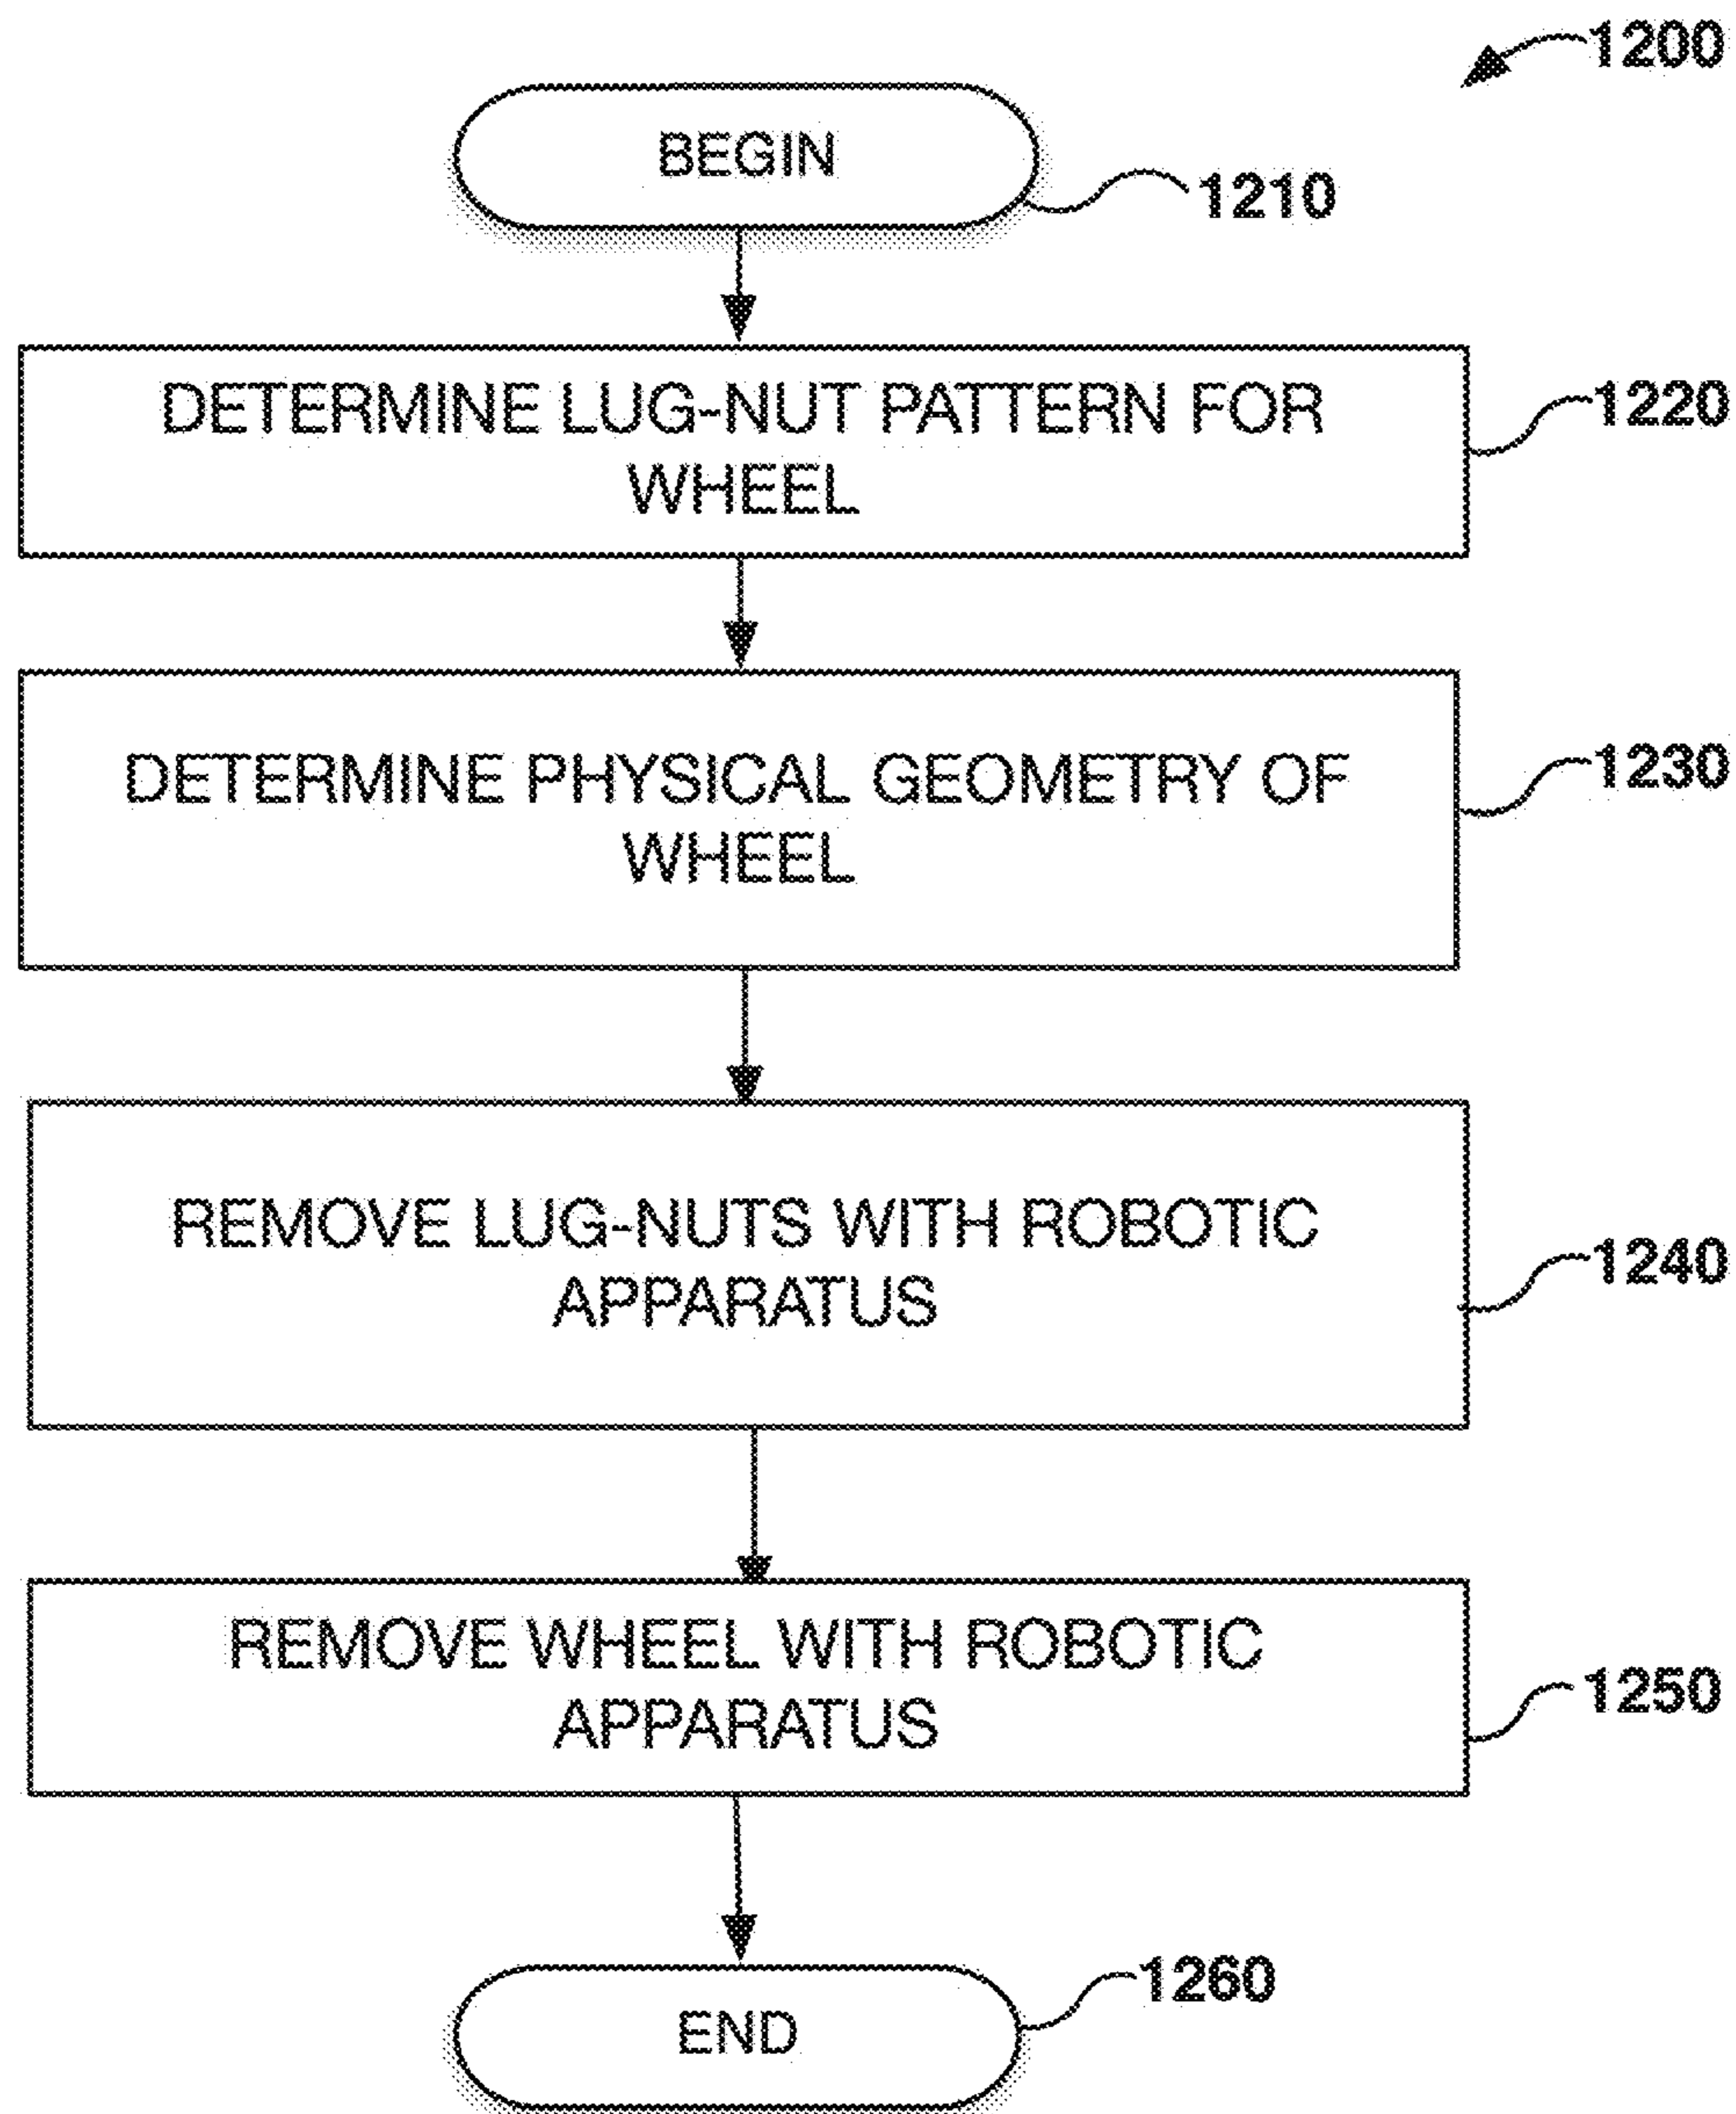 1200
BEGIN
1210
DETERMINE LUG-NUT PATTERN FOR
WHEEL
1220
DETERMINE PHYSICAL GEOMETRY OF
WHEEL
1230
REMOVE LUG-NUTS WITH ROBOTIC
APPARATUS
1240
REMOVE WHEEL WITH ROBOTIC
APPARATUS
1250
END
1260